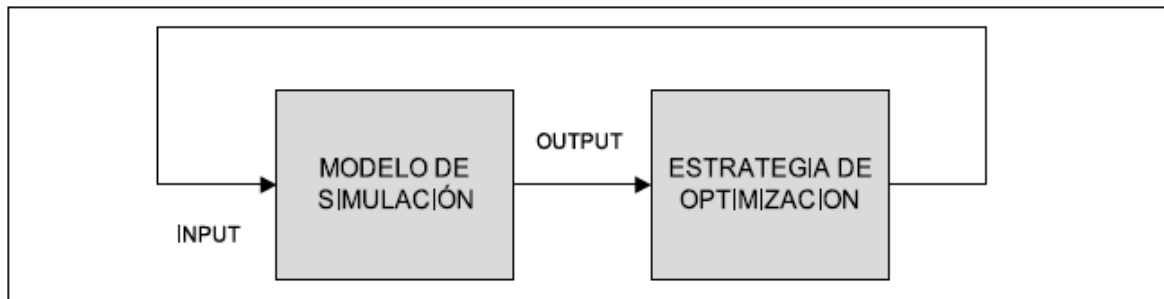 MODELO DE
SIMULACIÓN
OUTPUT
ESTRATEGIA DE
OPTIMIZACION
INPUT